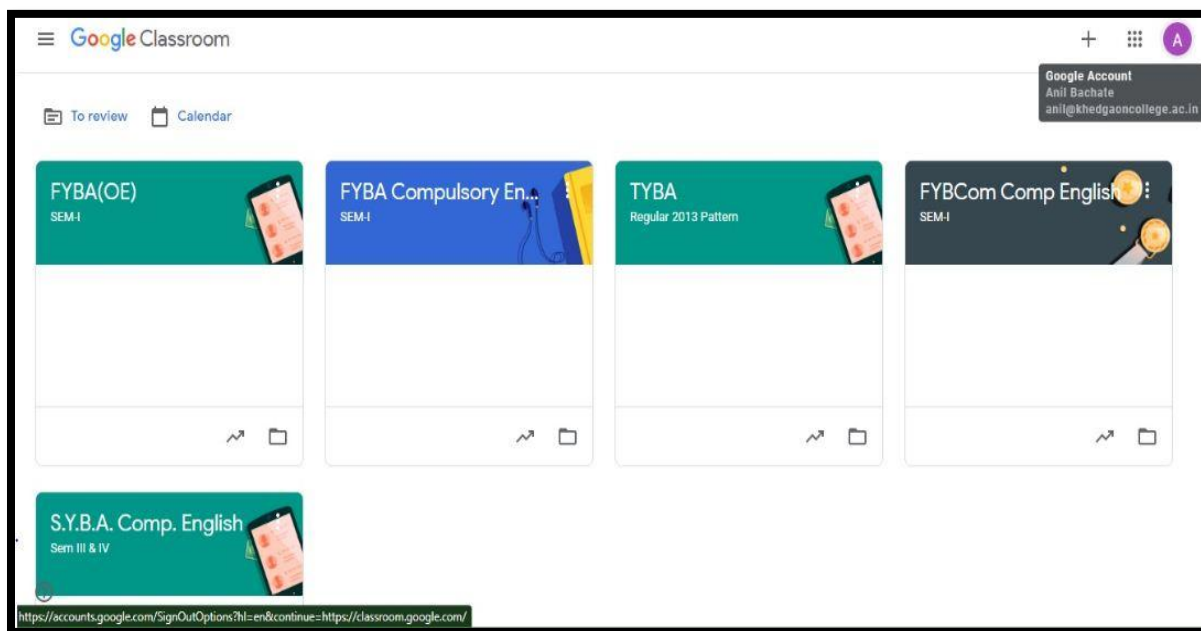 Google Classroom
A
Google Account
Anil Bachate
anil@khedgaoncollege.ac.in
To review
Calendar
FYBA(OE)
SEM-I
FYBA Compulsory En...
SEM-I
TYBA
Regular 2013 Pattern
FYBCom Comp English
SEM-I
S.Y.B.A. Comp. English
Sem III & IV
https://accounts.google.com/SignOutOptions?hl=en&continue=https://classroom.google.com/